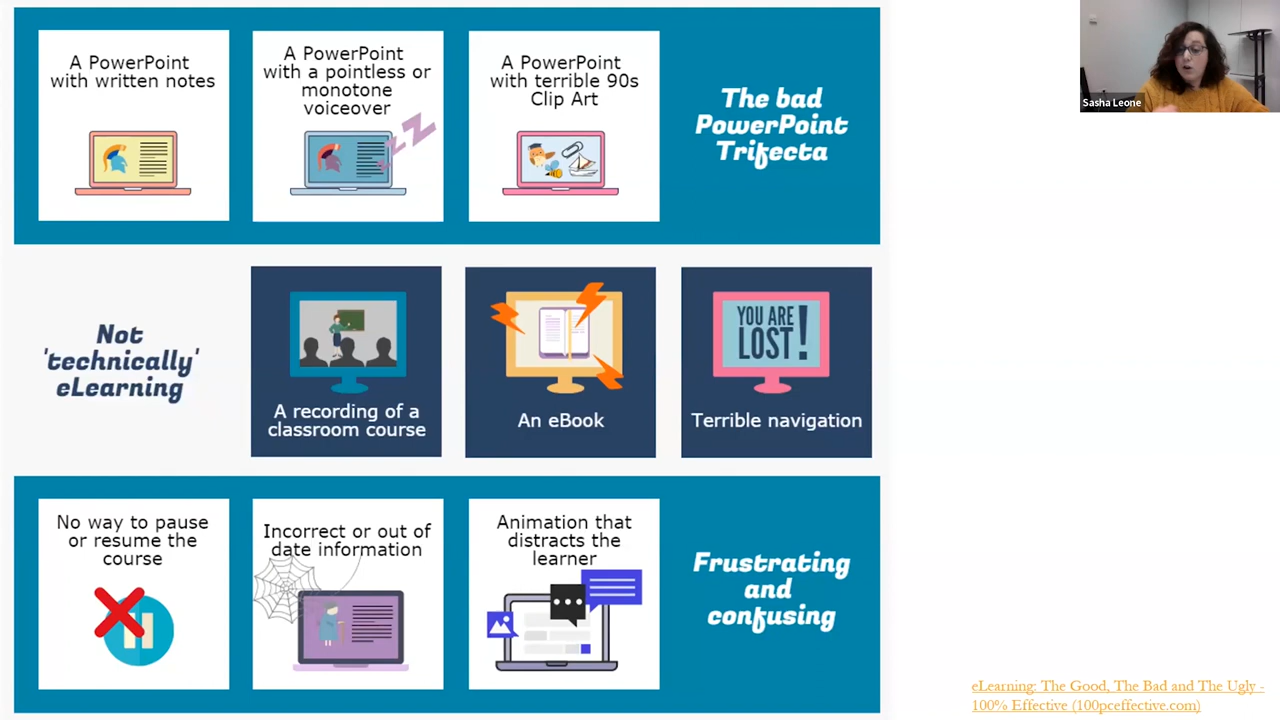 A PowerPoint
with written notes
A PowerPoint
with a pointless or
monotone
voiceover
A PowerPoint
with terrible 90s
Clip Art
The bad
PowerPoint
Trifecta
Sasha Leone
zzZ
Not
'technically'
eLearning
A recording of a
classroom course
An eBook
YOU ARE
LOST!
Terrible navigation
No way to pause
or resume the
course
Incorrect or out of
date information
Animation that
distracts the
learner
Frustrating
and
confusing
eLearning: The Good, The Bad and The Ugly -
100% Effective (100pceffective.com)